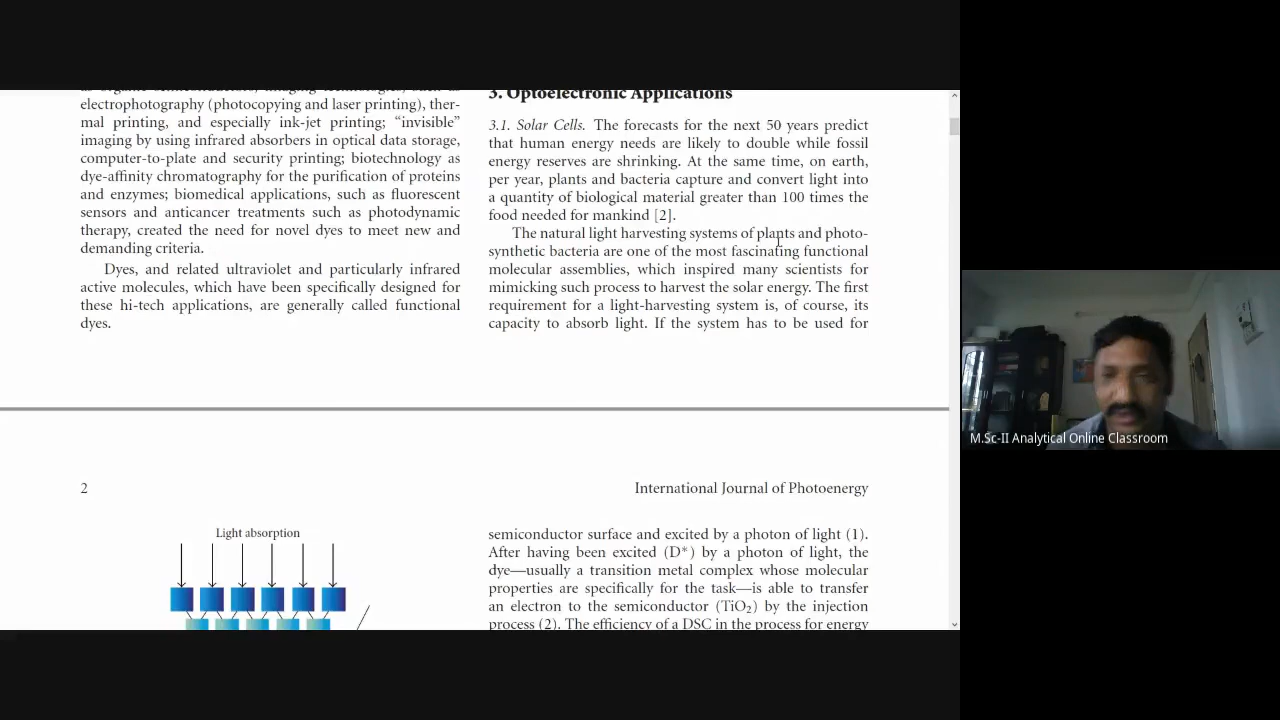 electrophotography (photocopying and laser printing), ther-
mal printing, and especially ink-jet printing; “invisible”
imaging by using infrared absorbers in optical data storage,
computer-to-plate and security printing; biotechnology as
dye-affinity chromatography for the purification of proteins
and enzymes; biomedical applications, such as fluorescent
sensors and anticancer treatments such as photodynamic
therapy, created the need for novel dyes to meet new and
demanding criteria.
Dyes, and related ultraviolet and particularly infrared
active molecules, which have been specifically designed for
these hi-tech applications, are generally called functional
dyes.
3. Optoelectronic Applications
3.1. Solar Cells. The forecasts for the next 50 years predict
that human energy needs are likely to double while fossil
energy reserves are shrinking. At the same time, on earth,
per year, plants and bacteria capture and convert light into
a quantity of biological material greater than 100 times the
food needed for mankind [2].
The natural light harvesting systems of plants and photo-
synthetic bacteria are one of the most fascinating functional
molecular assemblies, which inspired many scientists for
mimicking such process to harvest the solar energy. The first
requirement for a light-harvesting system is, of course, its
capacity to absorb light. If the system has to be used for
2
International Journal of Photoenergy
Light absorption
semiconductor surface and excited by a photon of light (1).
After having been excited (D*) by a photon of light, the
dye—usually a transition metal complex whose molecular
properties are specifically for the task—is able to transfer
an electron to the semiconductor (TiO2) by the injection
process (2). The efficiency of a DSC in the process for energy
M.Sc-II Analytical Online Classroom